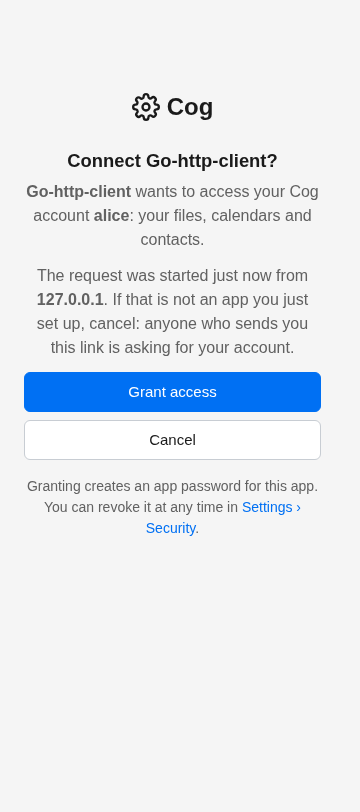 Cog
Connect Go-http-client?
Go-http-client wants to access your Cog
account alice: your files, calendars and
contacts.
The request was started just now from
127.0.0.1. If that is not an app you just
set up, cancel: anyone who sends you
this link is asking for your account.
Grant access
Cancel
Granting creates an app password for this app.
You can revoke it at any time in Settings ›
Security.